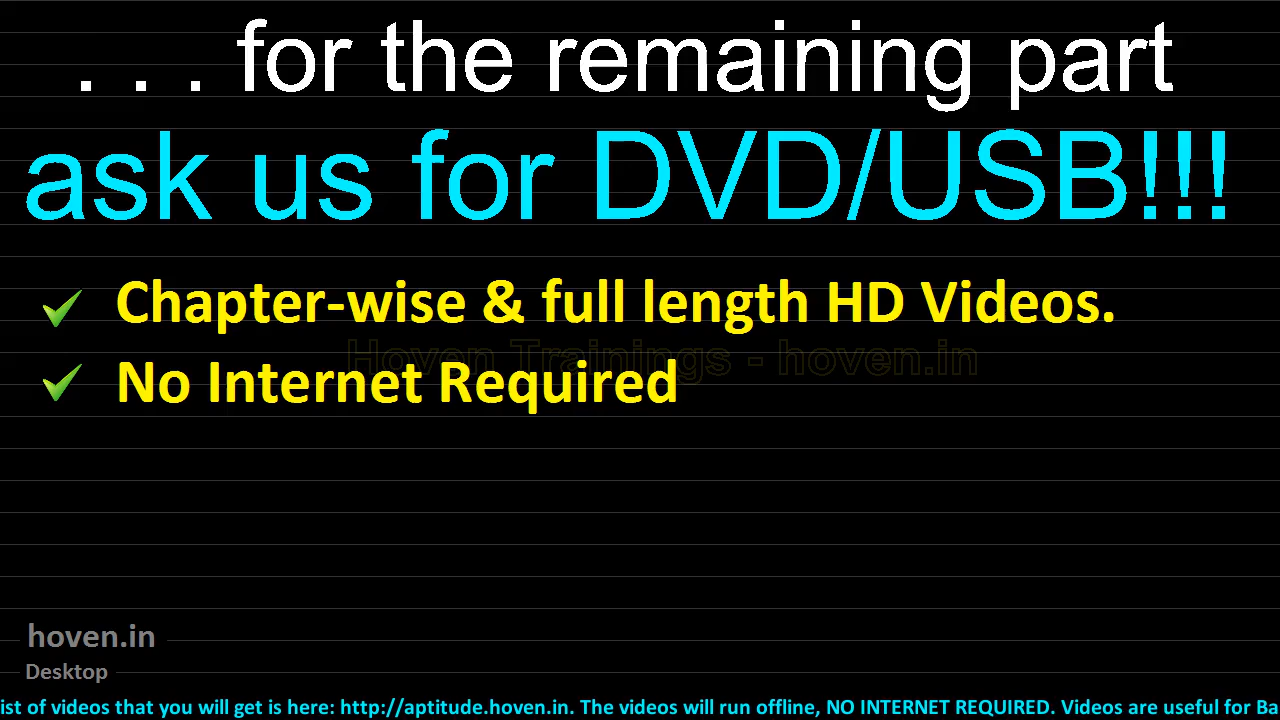 . . . for the remaining part
ask us for DVD/USB!!!
Chapter-wise & full length HD Videos.
Hoven Trainings - hoven.in
No Internet Required
hoven.in
Desktop
ist of videos that you will get is here: http://aptitude.hoven.in. The videos will run offline, NO INTERNET REQUIRED. Videos are useful for Ba